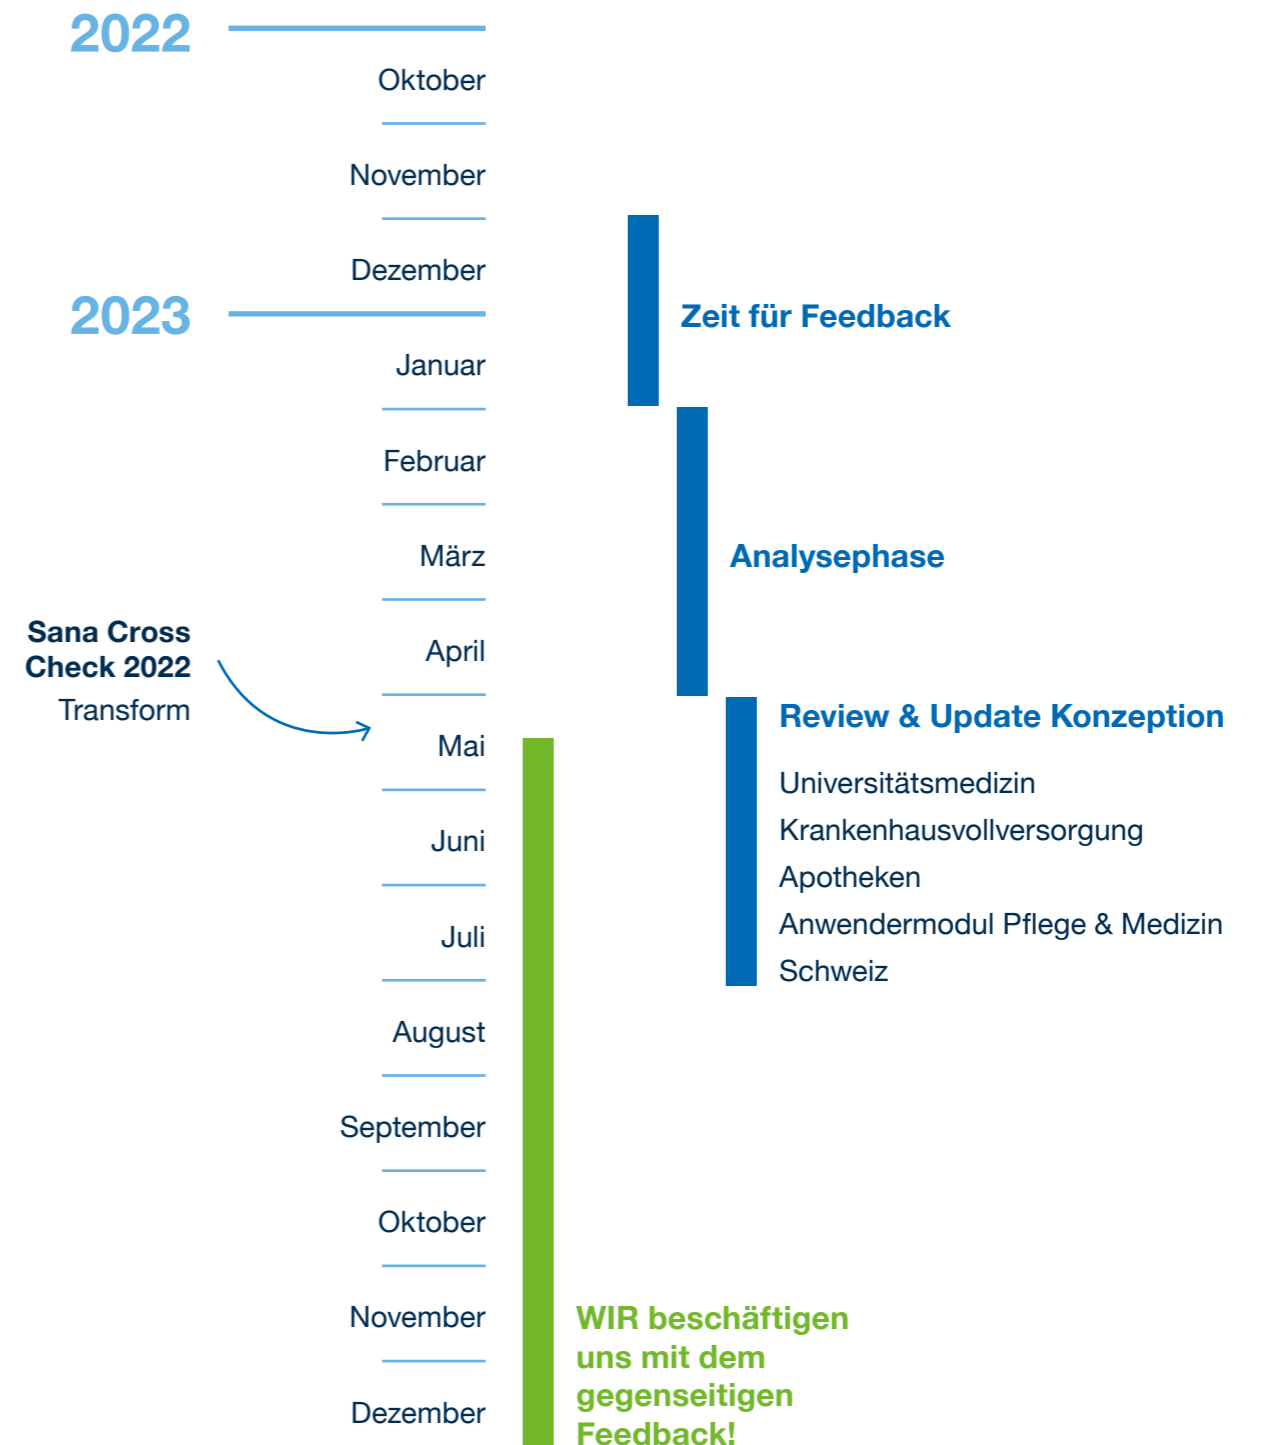 2022
Oktober
November
Dezember
2023
Zeit für Feedback
Januar
Februar
März
Analysephase
April
Sana Cross
Check 2022
Transform
Mai
Review & Update Konzeption
Universitätsmedizin
Krankenhausvollversorgung
Apotheken
Anwendermodul Pflege & Medizin
Schweiz
Juni
Juli
August
September
Oktober
November
Dezember
WIR beschäftigen
uns mit dem
gegenseitigen
Feedback!